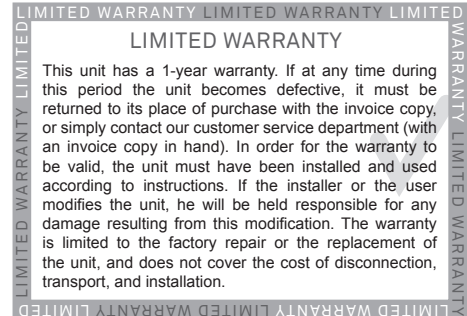 LIMITED WARRANTY LIMITED WARRANTY LIMITED
WARRANTY
LIMITED WARRANTY
LIMITED WARRANTY LIMITED
LIMITED WARRANTY
LIMITED WARRANTY
This unit has a 1-year warranty. If at any time during
this period the unit becomes defective, it must be
returned to its place of purchase with the invoice copy,
or simply contact our customer service department (with
an invoice copy in hand). In order for the warranty to
be valid, the unit must have been installed and used
according to instructions. If the installer or the user
modifies the unit, he will be held responsible for any
damage resulting from this modification. The warranty
is limited to the factory repair or the replacement of
the unit, and does not cover the cost of disconnection,
transport, and installation.
LIMITED WARRANTY LIMITED WARRANTY LIMITED